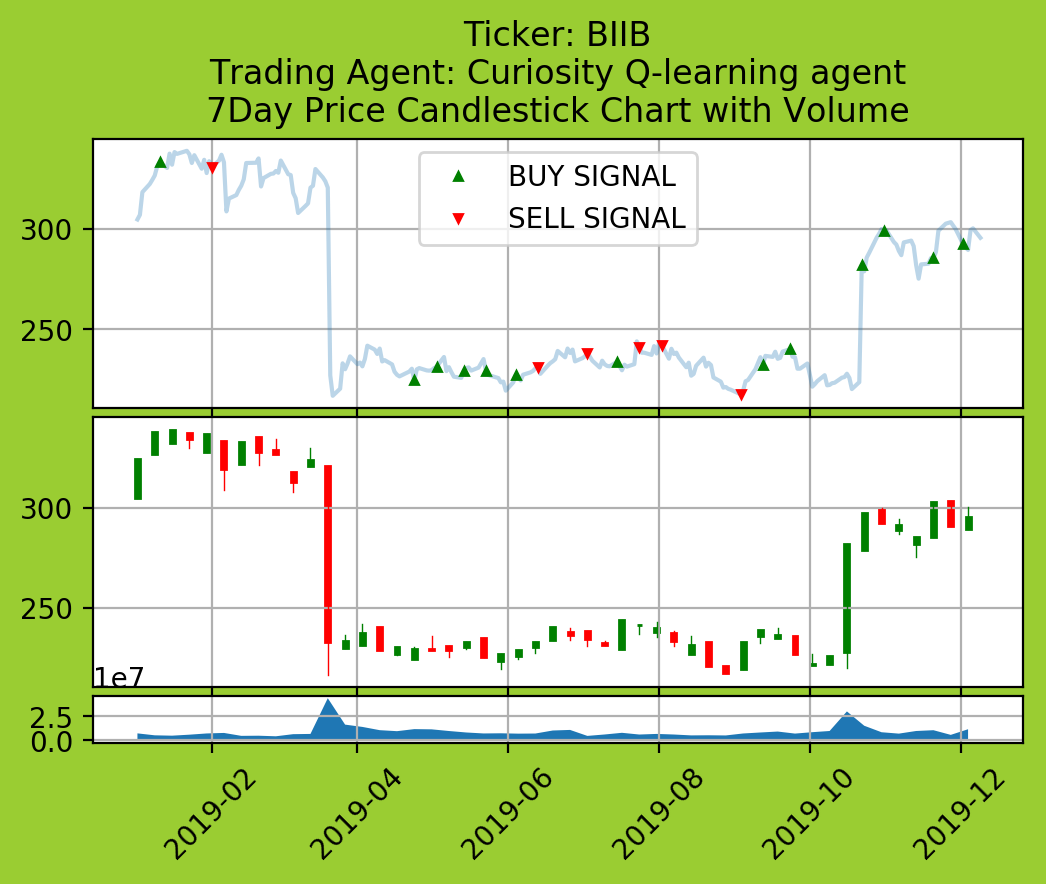 Ticker: BIIB
Trading Agent: Curiosity Q-learning agent
7Day Price Candlestick Chart with Volume
BUY SIGNAL
SELL SIGNAL
300
250
300
250
1e7
2.5
0.0
2019-02 2019-04 2019-06 2019-08 2019-10 2019-12